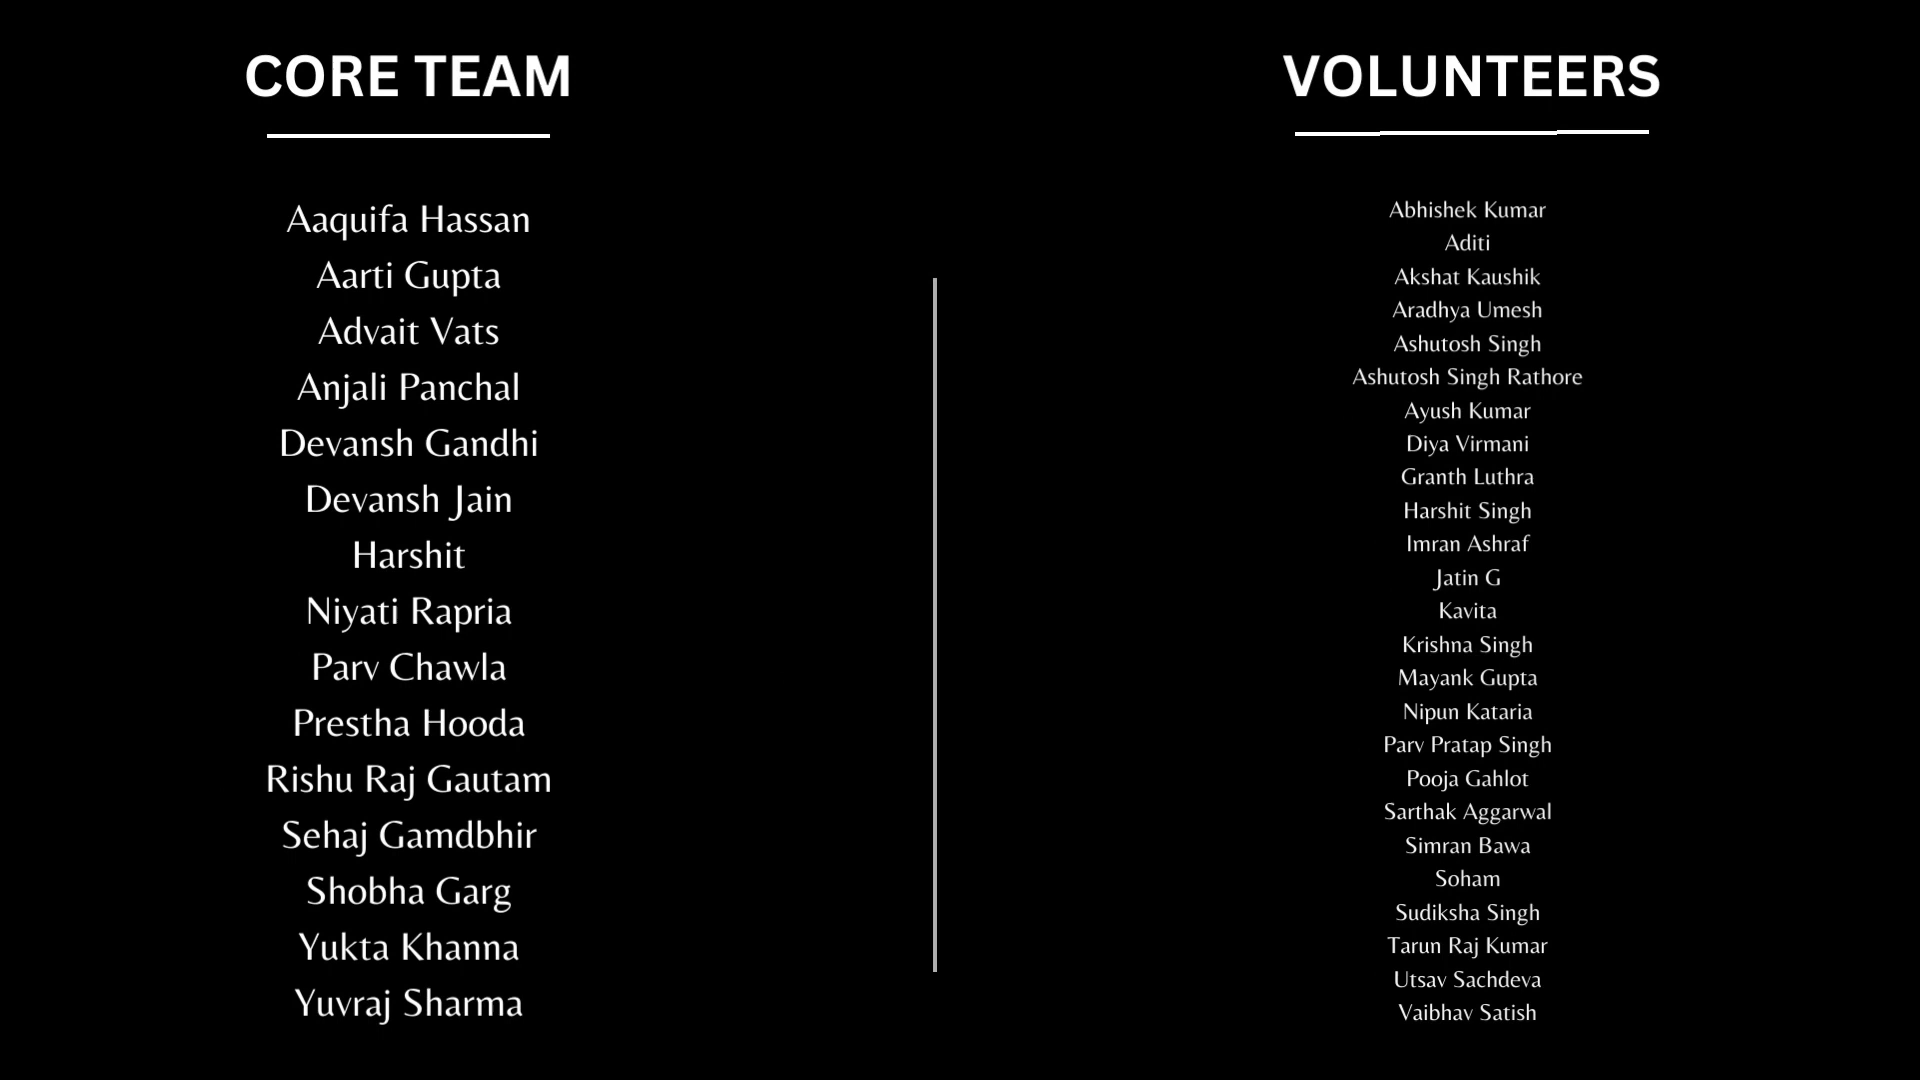 CORE TEAM
Aaquifa Hassan
Aarti Gupta
Advait Vats
Anjali Panchal
Devansh Gandhi
Devansh Jain
Harshit
Niyati Rapria
Parv Chawla
Prestha Hooda
Rishu Raj Gautam
Sehaj Gamdbhir
Shobha Garg
Yukta Khanna
Yuvraj Sharma
VOLUNTEERS
Abhishek Kumar
Aditi
Akshat Kaushik
Aradhya Umesh
Ashutosh Singh
Ashutosh Singh Rathore
Ayush Kumar
Diya Virmani
Granth Luthra
Harshit Singh
Imran Ashraf
Jatin G
Kavita
Krishna Singh
Mayank Gupta
Nipun Kataria
Parv Pratap Singh
Pooja Gahlot
Sarthak Aggarwal
Simran Bawa
Soham
Sudiksha Singh
Tarun Raj Kumar
Utsav Sachdeva
Vaibhav Satish